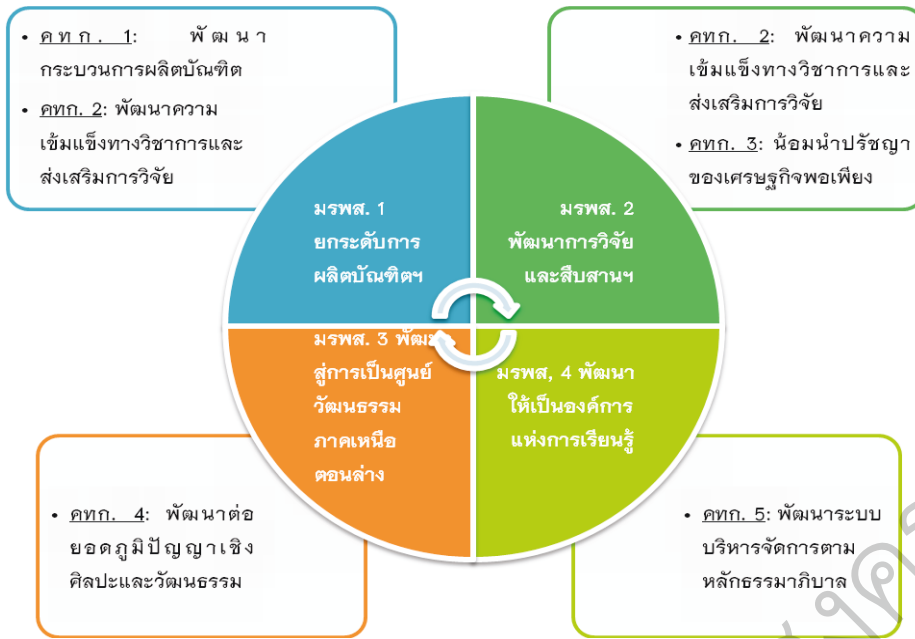 • คทก. 1: พัฒนา
กระบวนการผลิตบัณฑิต
• คทก. 2: พัฒนาความ
เข้มแข็งทางวิชาการและ
ส่งเสริมการวิจัย
• คทก. 2: พัฒนาความ
เข้มแข็งทางวิชาการและ
ส่งเสริมการวิจัย
• คทก. 3: น้อมนำปรัชญา
ของเศรษฐกิจพอเพียง
มรพส. 1
ยกระดับการ
ผลิตบัณฑิตฯ
มรพส. 2
พัฒนาการวิจัย
และสืบสานฯ
มรพส. 3
สู่การเป็นศูนย์
วัฒนธรรม
ภาคเหนือ
ตอนล่าง
มรพส, 4 พัฒนา
ให้เป็นองค์การ
แห่งการเรียนรู้
• คทก. 4: พัฒนาต่อ
ยอดภูมิปัญญาเชิง
ศิลปะและวัฒนธรรม
• คทก. 5: พัฒนาระบบ
บริหารจัดการตาม
หลักธรรมาภิบาล